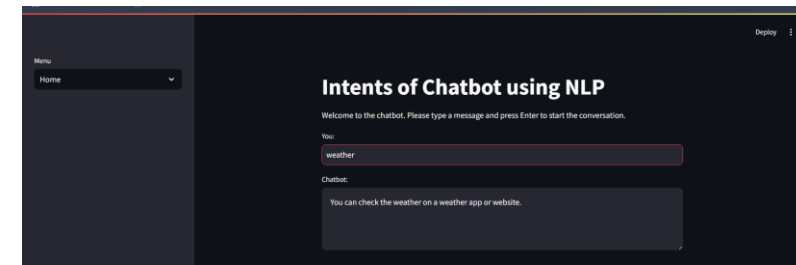 Deploy
Menu
Home
Intents of Chatbot using NLP
Welcome to the chatbot. Please type a message and press Enter to start the conversation.
You:
weather
Chatbot:
You can check the weather on a weather app or website.